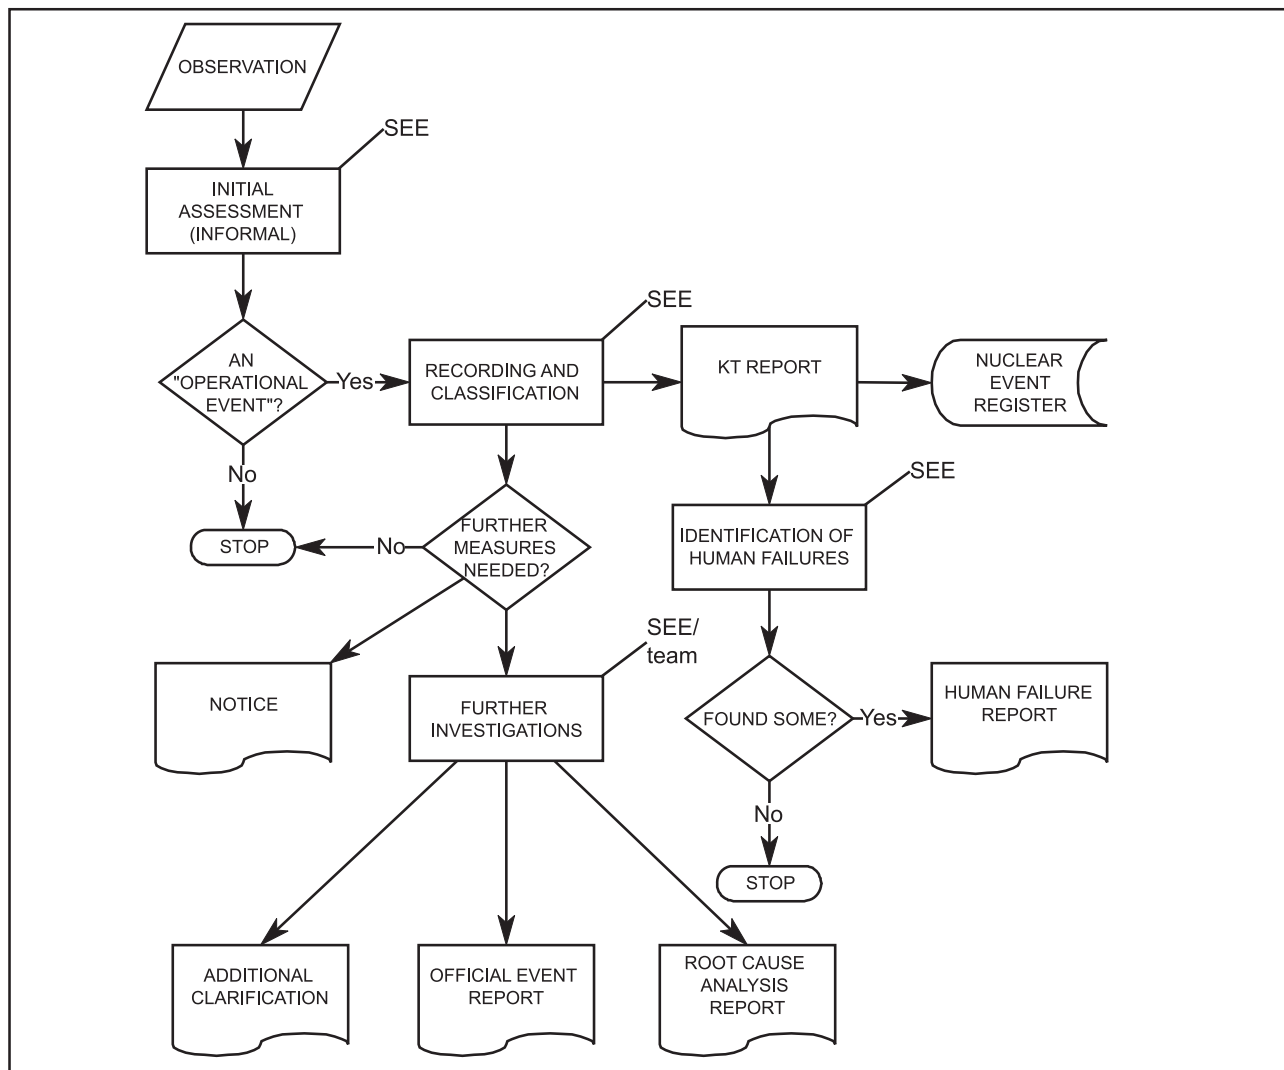 OBSERVATION
SEE
INITIAL
ASSESSMENT
(INFORMAL)
SEE
AN
"OPERATIONAL
EVENT"?
Yes
RECORDING AND
CLASSIFICATION
KT REPORT
NUCLEAR
EVENT
REGISTER
No
SEE
STOP
No
FURTHER
MEASURES
NEEDED?
IDENTIFICATION OF
HUMAN FAILURES
SEE/
team
NOTICE
FURTHER
INVESTIGATIONS
FOUND SOME?
Yes
HUMAN FAILURE
REPORT
No
STOP
ADDITIONAL
CLARIFICATION
OFFICIAL EVENT
REPORT
ROOT CAUSE
ANALYSIS
REPORT